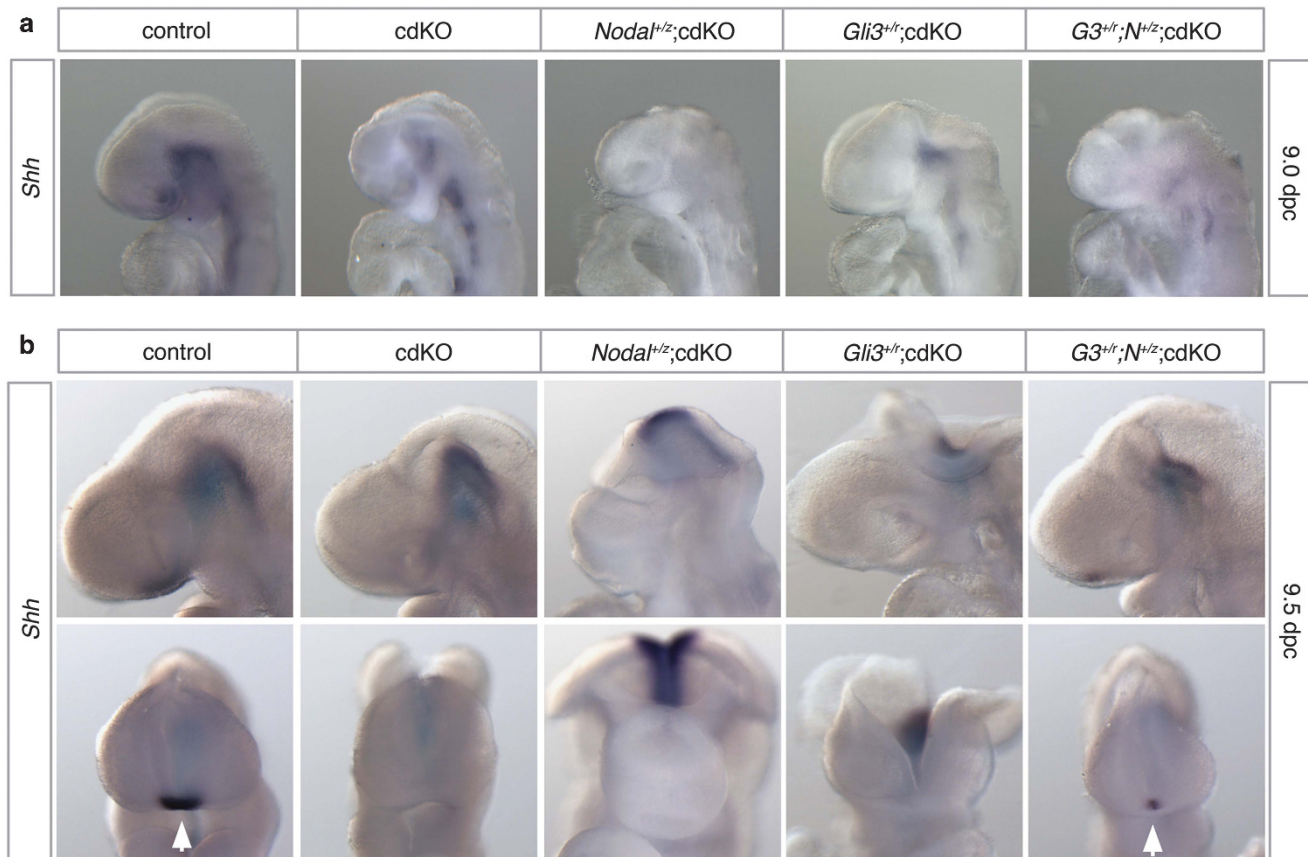 a
control cdKO Nodal+/z;cdKO Gli3+/r;cdKO G3+/r;N+/z;cdKO
Shh
9.0 dpc
b
control cdKO Nodal+/z;cdKO Gli3+/r;cdKO G3+/r;N+/z;cdKO
Shh
9.5 dpc